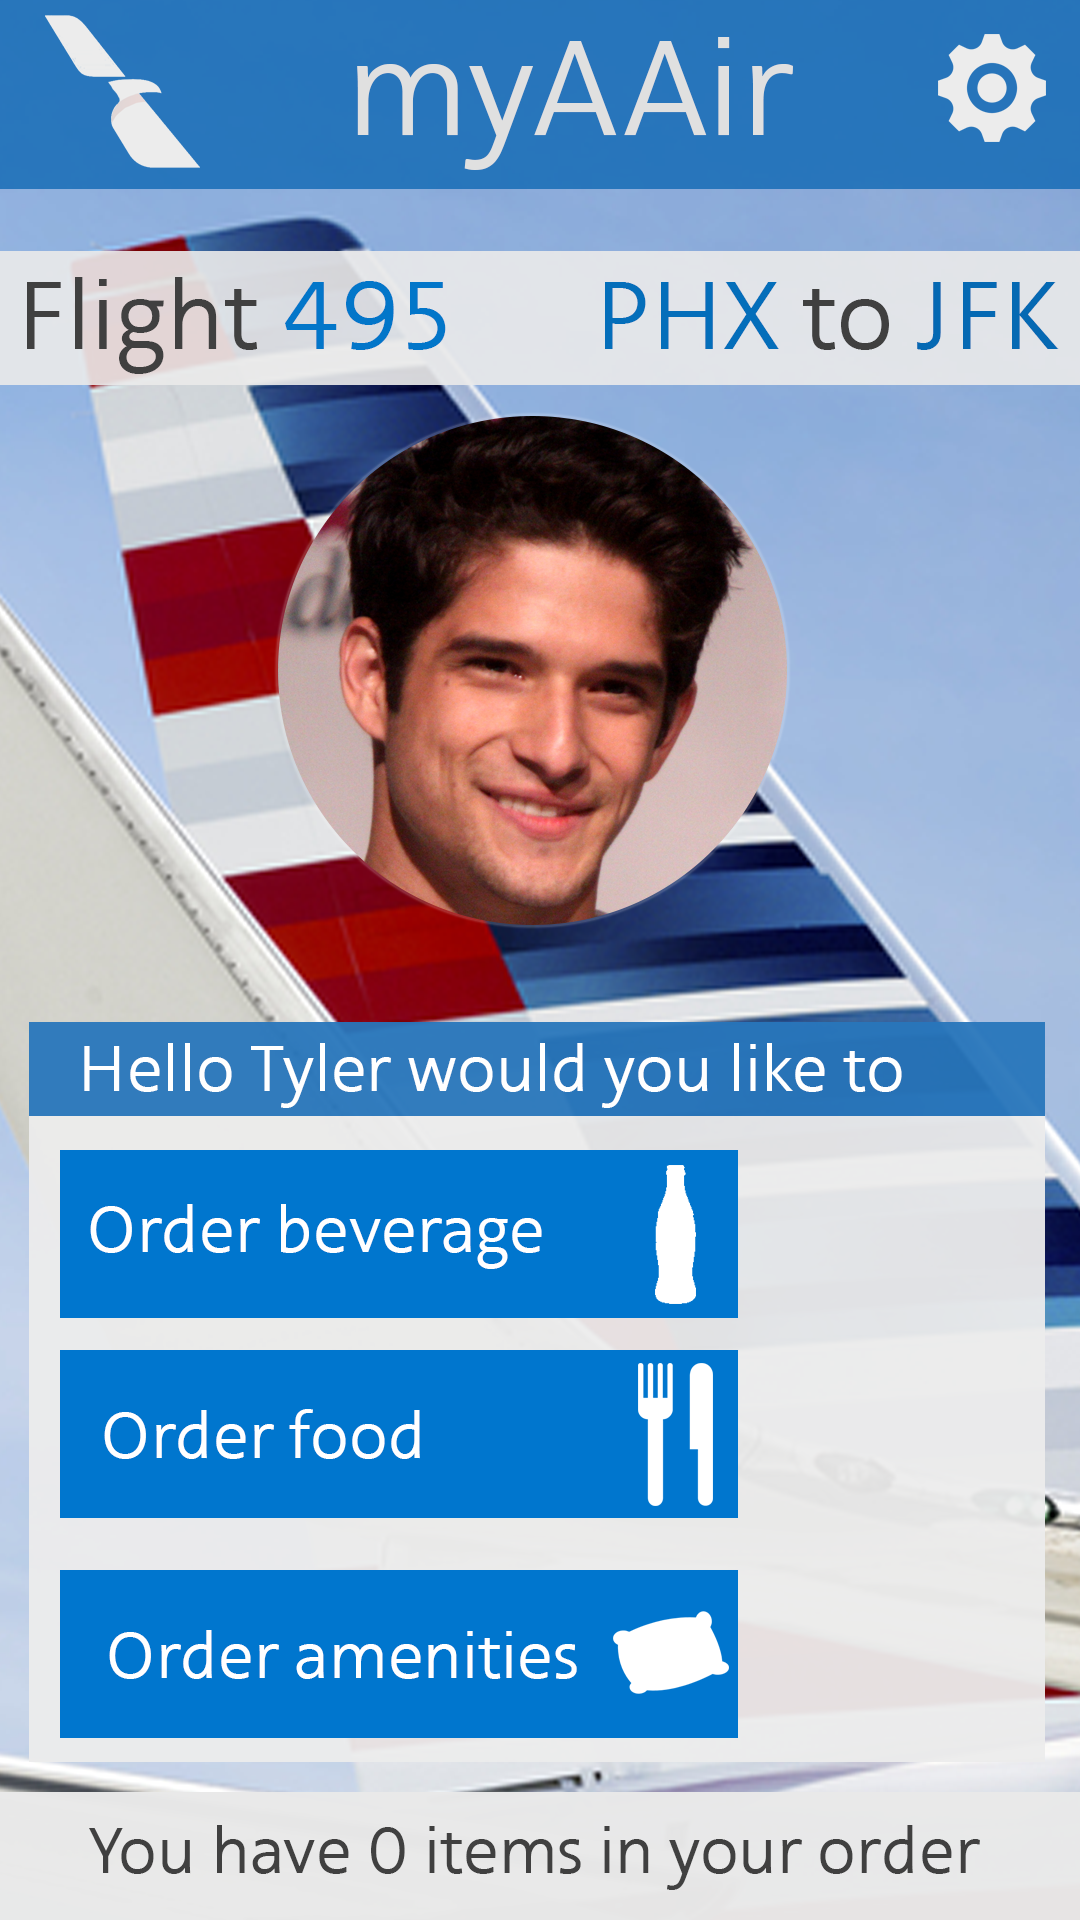 myAAir
Flight 495 PHX to JFK
Hello Tyler would you like to
Order beverage
Order food
Order amenities
You have 0 items in your order